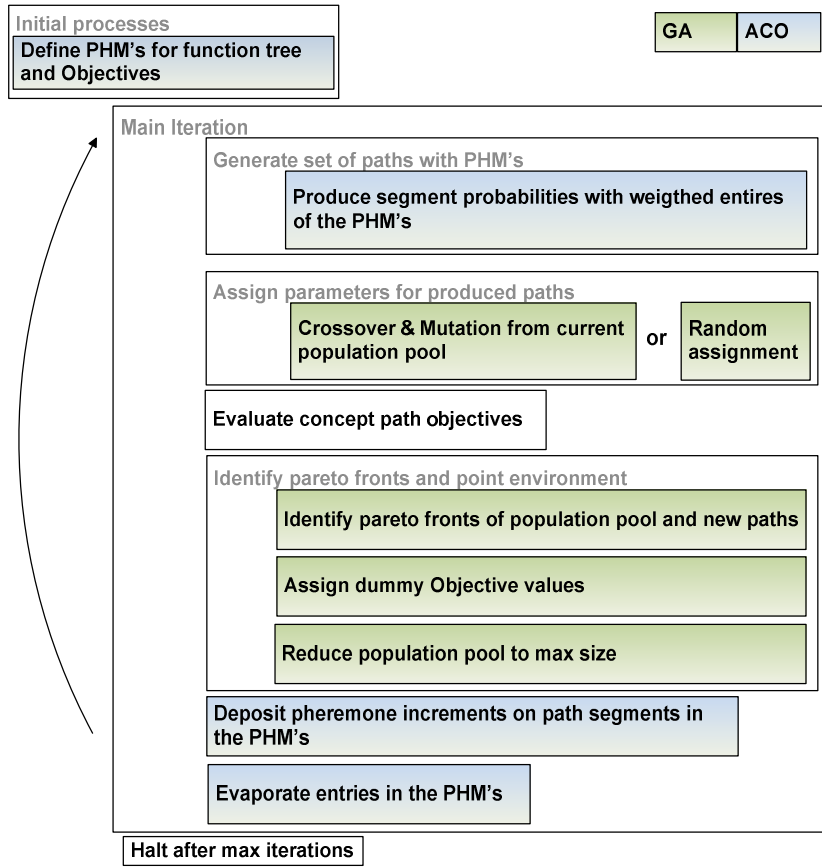 Initial processes
Define PHM's for function tree
and Objectives
GA
ACO
Main Iteration
Generate set of paths with PHM's
Produce segment probabilities with weigthed entires
of the PHM's
Assign parameters for produced paths
Crossover & Mutation from current
population pool
or
Random
assignment
Evaluate concept path objectives
Identify pareto fronts and point environment
Identify pareto fronts of population pool and new paths
Assign dummy Objective values
Reduce population pool to max size
Deposit pheremone increments on path segments in
the PHM's
Evaporate entries in the PHM's
Halt after max iterations